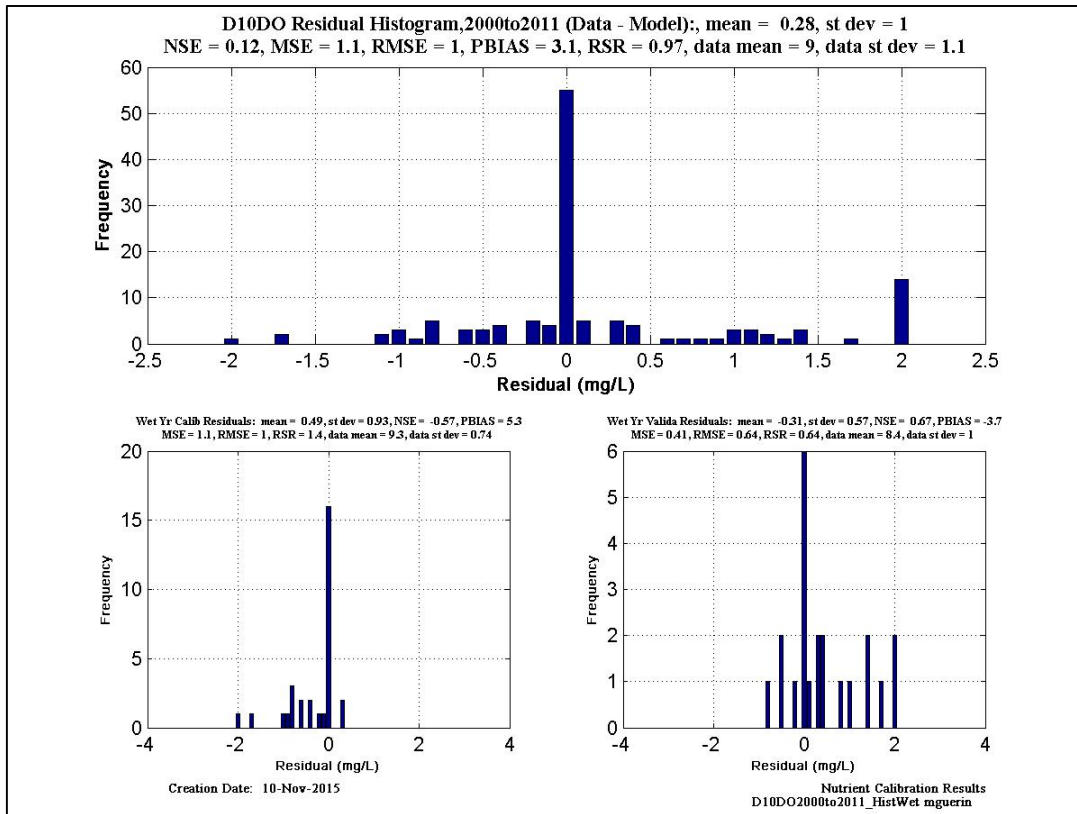 D10DO Residual Histogram,2000to2011 (Data - Model):, mean = 0.28, st dev = 1
NSE = 0.12, MSE = 1.1, RMSE = 1, PBIAS = 3.1, RSR = 0.97, data mean = 9, data st dev = 1.1
60
50
40
30
20
10
0
Frequency
-2.5 -2 -1.5 -1 -0.5 0 0.5 1 1.5 2 2.5
Residual (mg/L)
Wet Yr Calib Residuals: mean = 0.49, st dev = 0.93, NSE = -0.57, PBIAS = 5.3
MSE = 1.1, RMSE = 1, RSR = 1.4, data mean = 9.3, data st dev = 0.74
20
15
10
5
0
Frequency
-4 -2 0 2 4
Residual (mg/L)
Wet Yr Valida Residuals: mean = -0.31, st dev = 0.57, NSE = 0.67, PBIAS = -3.7
MSE = 0.41, RMSE = 0.64, RSR = 0.64, data mean = 8.4, data st dev = 1
6
5
4
3
2
1
0
Frequency
-4 -2 0 2 4
Residual (mg/L)
Creation Date: 10-Nov-2015
Nutrient Calibration Results
D10DO2000to2011_HistWet mguerin